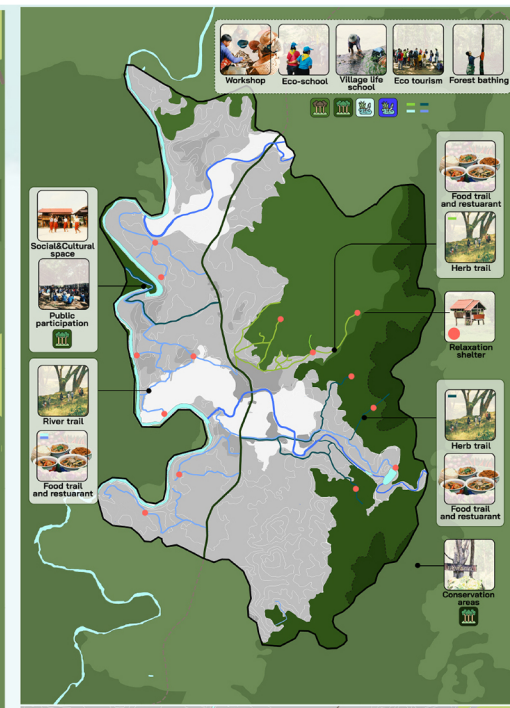 Workshop
Eco-school
Village life
school
Eco tourism
Forest bathing
Food trail
and restuarant
Herb trail
Social&Cultural
space
Public
participation
Relaxation
shelter
River trail
Food trail
and restuarant
Herb trail
Food trail
and restuarant
Conservation
areas